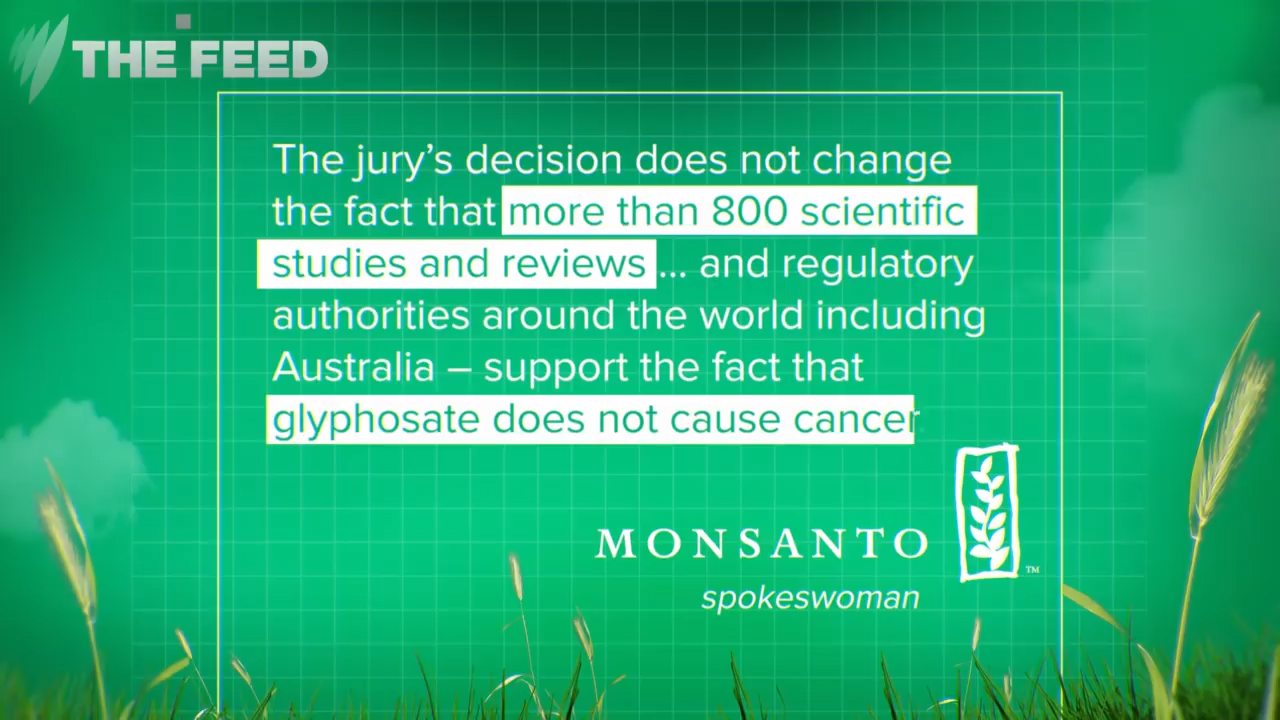 THE FEED
The jury's decision does not change
the fact that more than 800 scientific
studies and reviews ... and regulatory
authorities around the world including
Australia – support the fact that
glyphosate does not cause cancer
MONSANTO
TM
spokeswoman